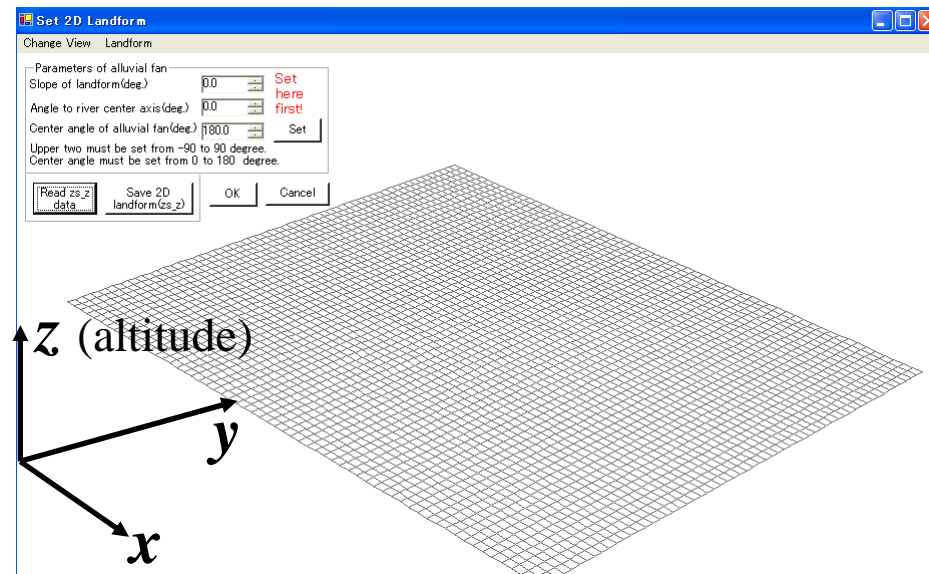 Set 2D Landform
Change View Landform
Parameters of alluvial fan
Slope of landform(deg.) 0.0
Angle to river center axis(deg.) 0.0
Center angle of alluvial fan(deg.) 180.0
Set
here
first!
Set
Upper two must be set from -90 to 90 degree.
Center angle must be set from 0 to 180 degree.
Read zs_z
data
Save 2D
landform(zs_z)
OK
Cancel
z (altitude)
y
x